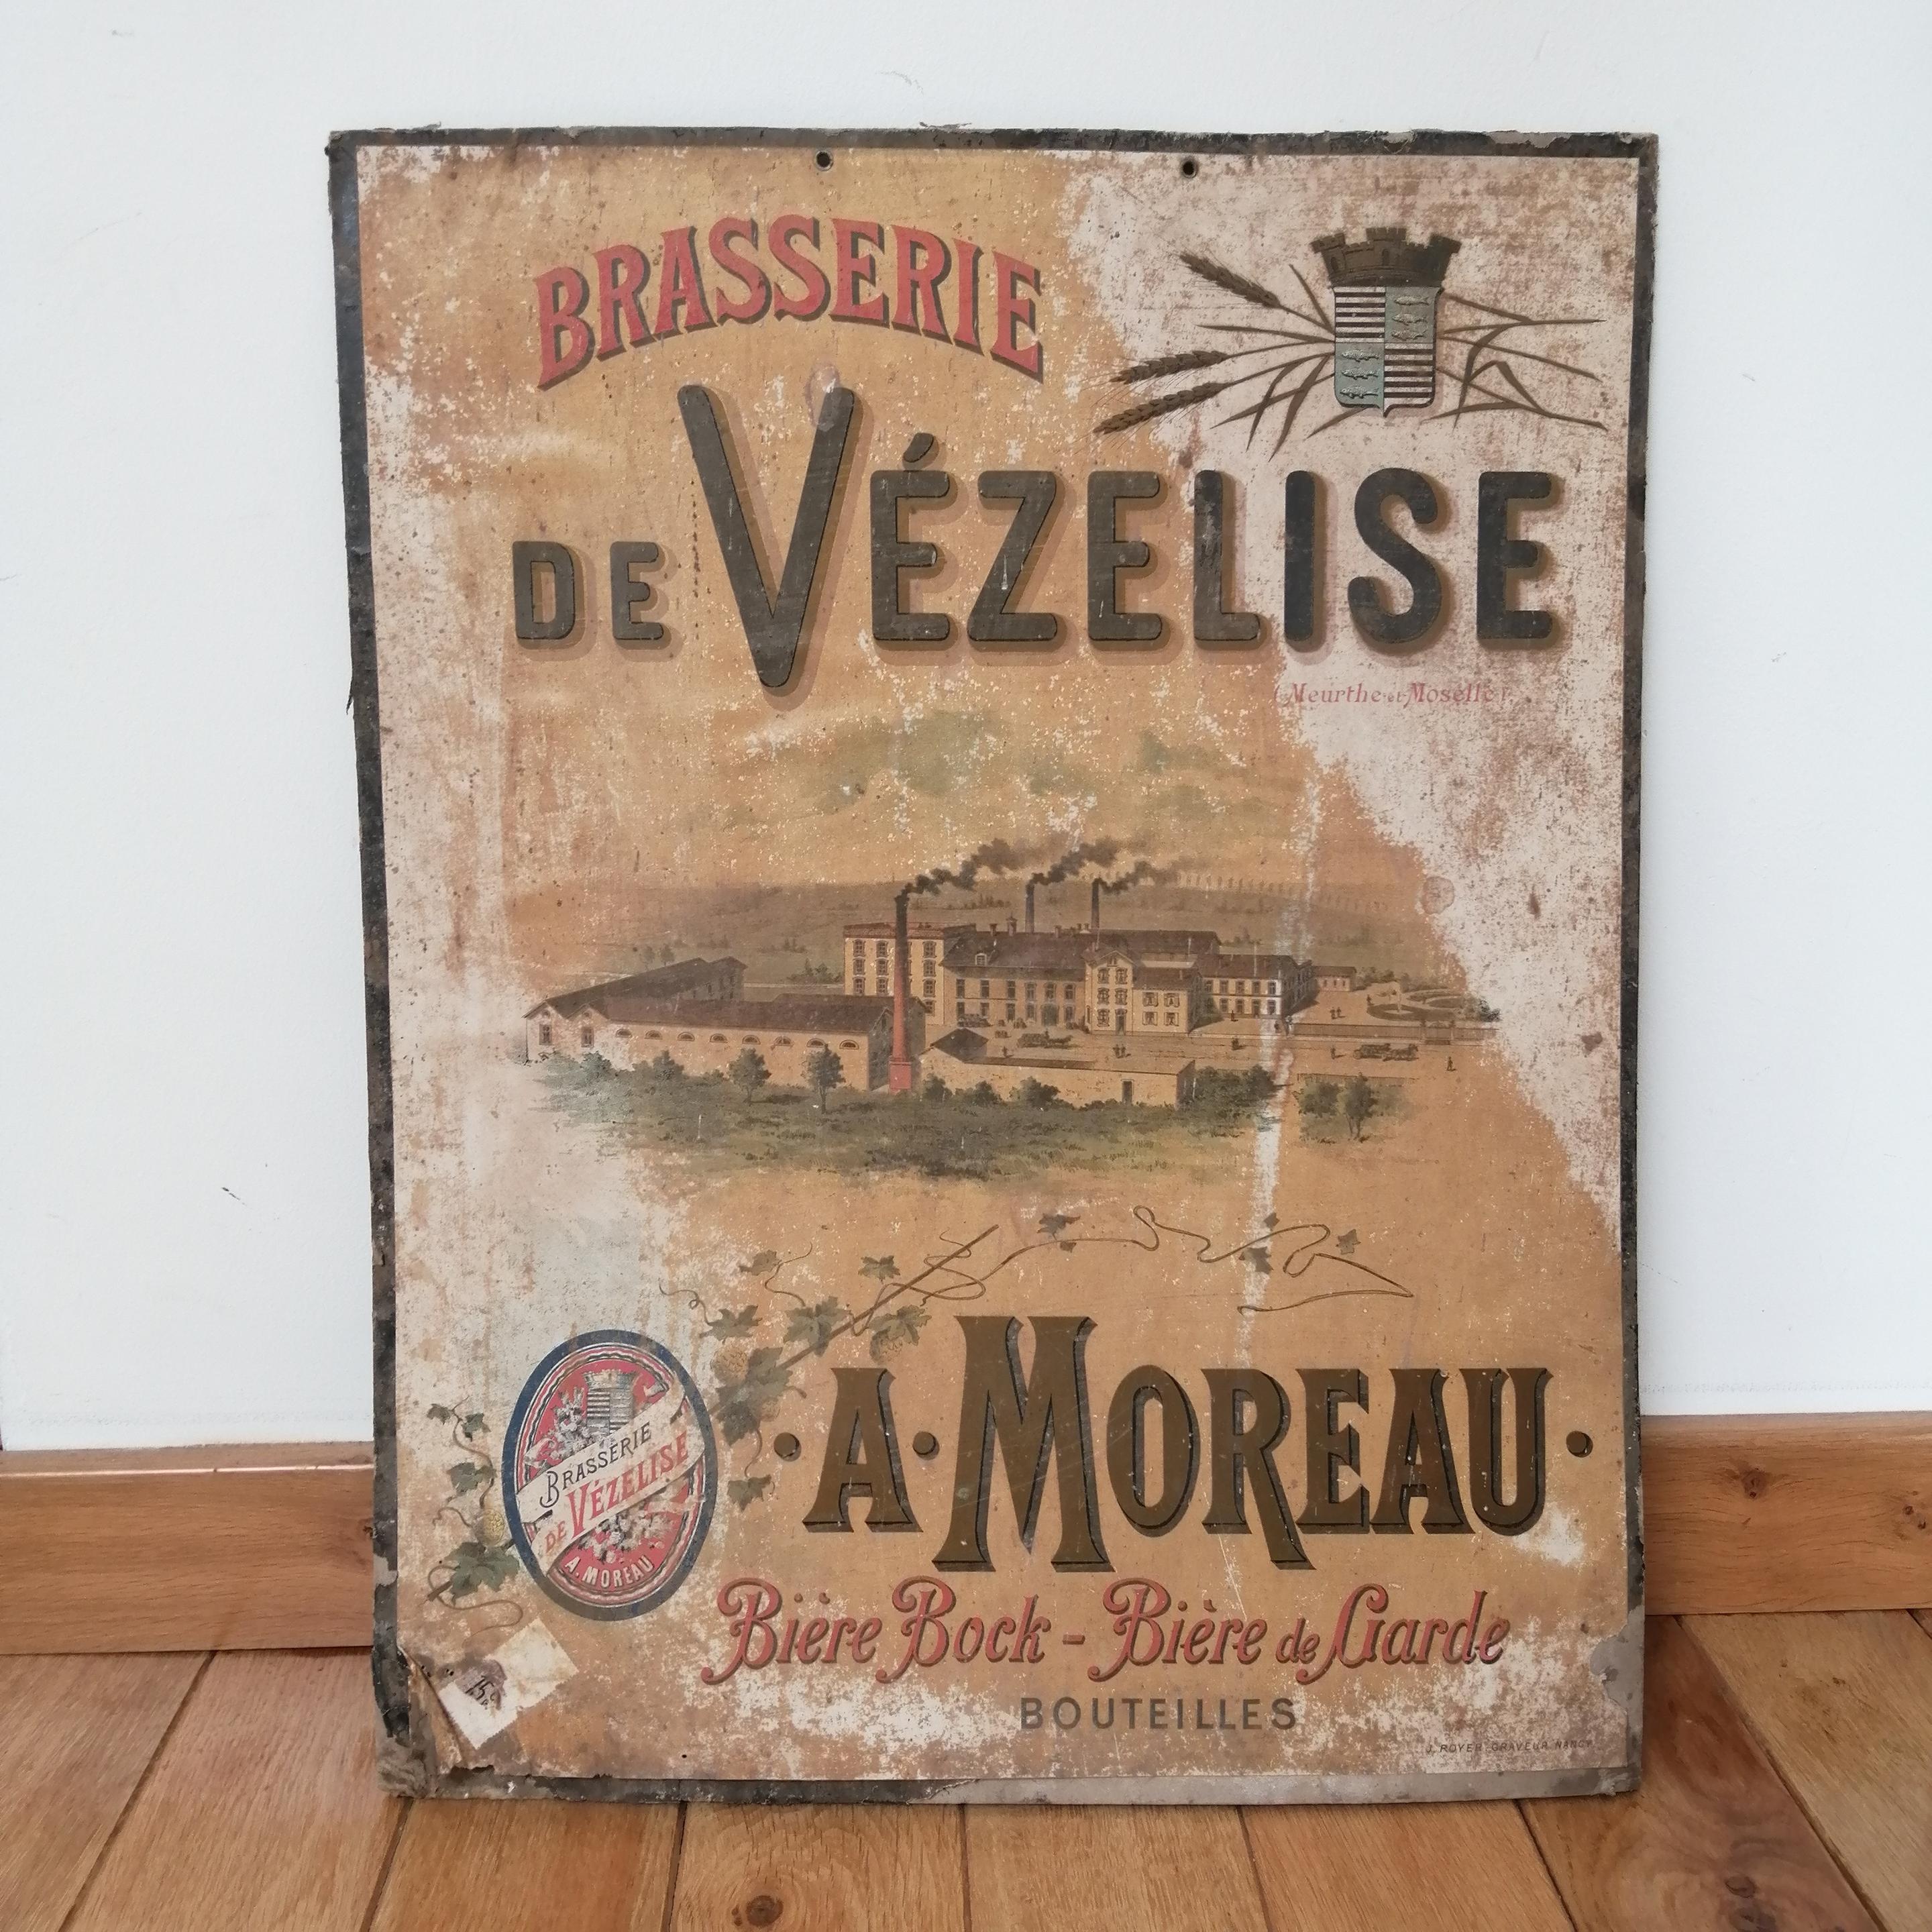 BRASSERIE
DE VÉZELISE
(Meurthe et Moselle)
·A·MOREAU·
BRASSERIE
DE VÉZELISE
A. MOREAU
Bière Bock - Bière de Garde
BOUTEILLES
J. ROYER GRAVEUR NANCY